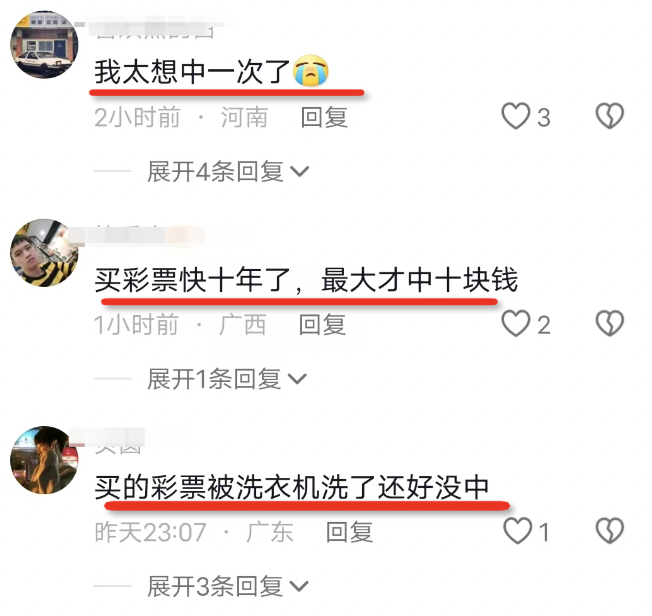 我太想中一次了😭
2小时前 · 河南 回复 3
展开4条回复
买彩票快十年了，最大才中十块钱
1小时前 · 广西 回复 2
展开1条回复
买的彩票被洗衣机洗了还好没中
昨天23:07 · 广东 回复 1
展开3条回复